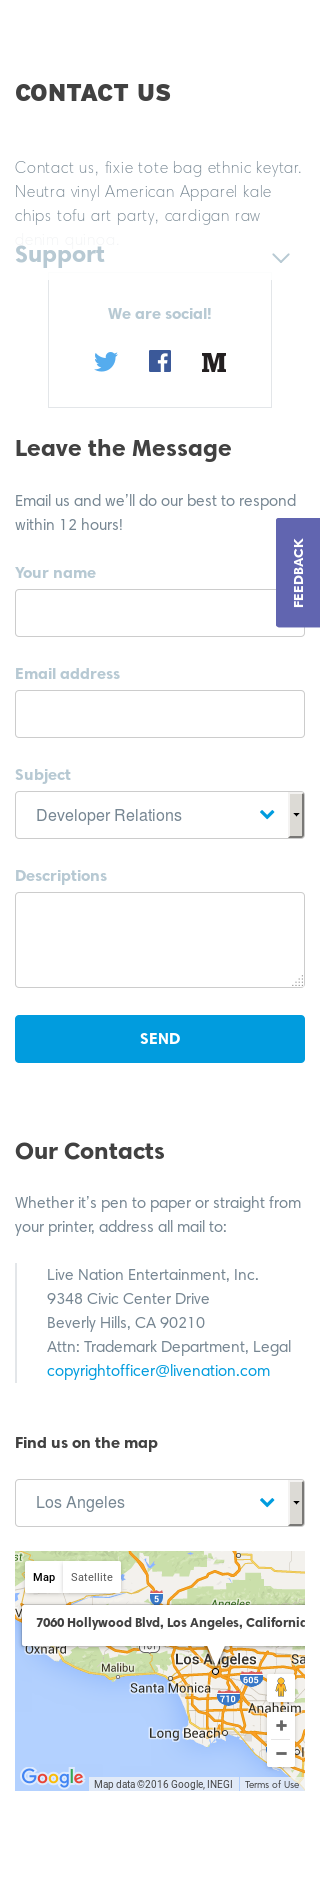 CONTACT US
Contact us, fixie tote bag ethnic keytar.
Neutra vinyl American Apparel kale
chips tofu art party, cardigan raw
denim quinoa.
Support
We are social!
M
Leave the Message
Email us and we'll do our best to respond
within 12 hours!
FEEDBACK
Your name
Email address
Subject
Developer Relations
Descriptions
SEND
Our Contacts
Whether it's pen to paper or straight from
your printer, address all mail to:
Live Nation Entertainment, Inc.
9348 Civic Center Drive
Beverly Hills, CA 90210
Attn: Trademark Department, Legal
copyrightofficer@livenation.com
Find us on the map
Los Angeles
Map Satellite
5
Angeles
7060 Hollywood Blvd, Los Angeles, California
Oxnard
101
Malibu
Los Angeles
605
Santa Monica
710
Anaheim
Long Beach
Google
Map data ©2016 Google, INEGI
Terms of Use